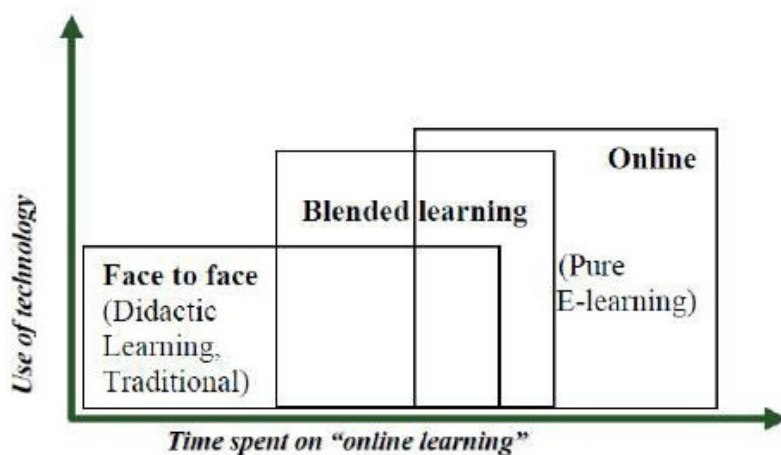 Use of technology
Online
Blended learning
Face to face
(Didactic
Learning,
Traditional)
(Pure
E-learning)
Time spent on “online learning”